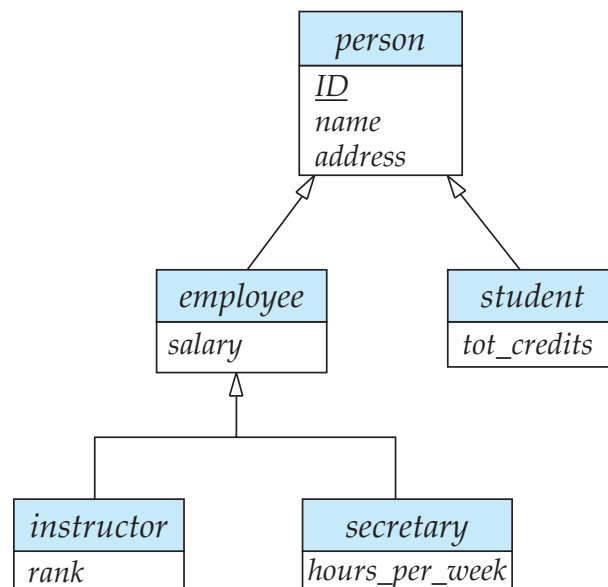 person
ID
name
address
employee
salary
student
tot_credits
instructor
rank
secretary
hours_per_week